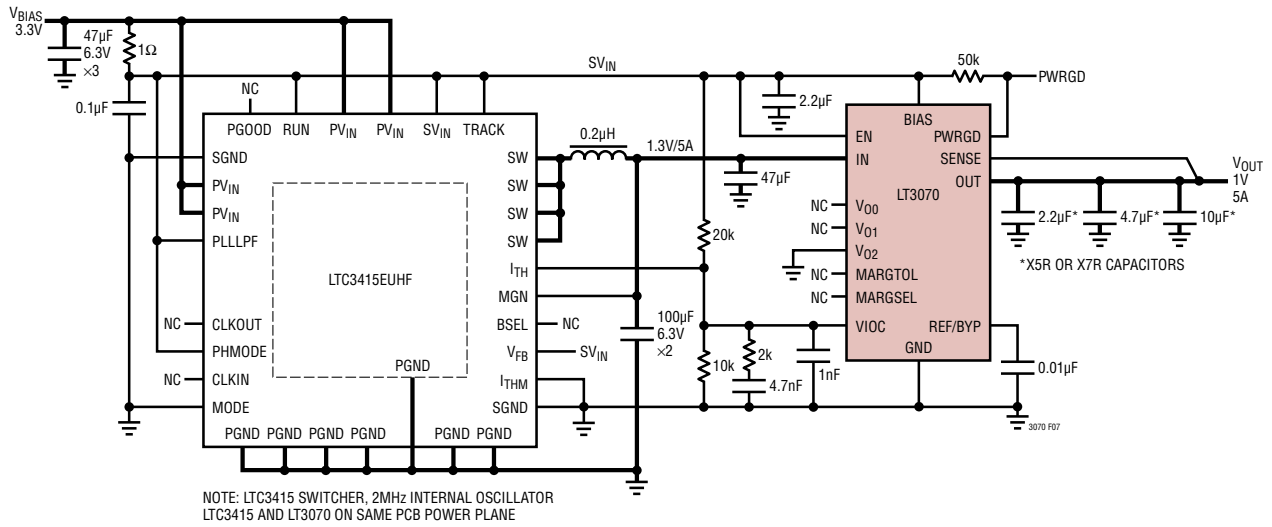 VBIAS
3.3V
47µF
6.3V
×3
1Ω
0.1µF
NC
SVIN
PGOOD RUN PVIN PVIN SVIN TRACK
SGND
PVIN
PVIN
PLLLPF
NC CLKOUT
PHMODE
NC CLKIN
MODE
LTC3415EUHF
PGND
PGND PGND PGND PGND PGND PGND
SW
SW
SW
SW
ITH
MGN
BSEL NC
VFB SVIN
ITHM
SGND
0.2µH
1.3V/5A
100µF
6.3V
×2
47µF
2.2µF
20k
10k
2k
4.7nF
1nF
50k
PWRGD
BIAS
EN
PWRGD
IN
SENSE
OUT
LT3070
NC VO0
NC VO1
VO2
NC MARGTOL
NC MARGSEL
VIOC REF/BYP
GND
0.01µF
VOUT
1V
5A
2.2µF* 4.7µF* 10µF*
*X5R OR X7R CAPACITORS
3070 F07
NOTE: LTC3415 SWITCHER, 2MHz INTERNAL OSCILLATOR
LTC3415 AND LT3070 ON SAME PCB POWER PLANE